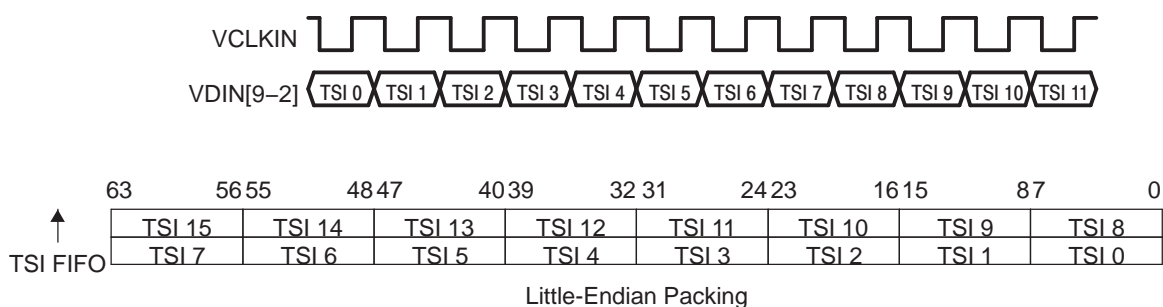 VCLKIN
VDIN[9–2] TSI 0 TSI 1 TSI 2 TSI 3 TSI 4 TSI 5 TSI 6 TSI 7 TSI 8 TSI 9 TSI 10 TSI 11
63 56 55 48 47 40 39 32 31 24 23 16 15 8 7 0
TSI 15 TSI 14 TSI 13 TSI 12 TSI 11 TSI 10 TSI 9 TSI 8
TSI FIFO TSI 7 TSI 6 TSI 5 TSI 4 TSI 3 TSI 2 TSI 1 TSI 0
Little-Endian Packing